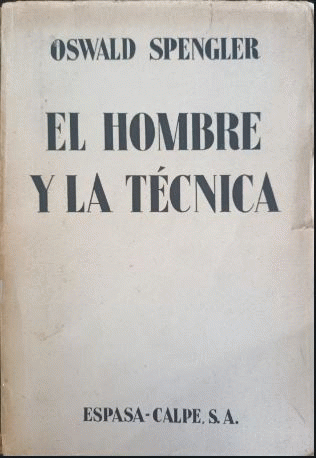 OSWALD SPENGLER
EL HOMBRE
Y LA TÉCNICA
ESPASA-CALPE, S. A.